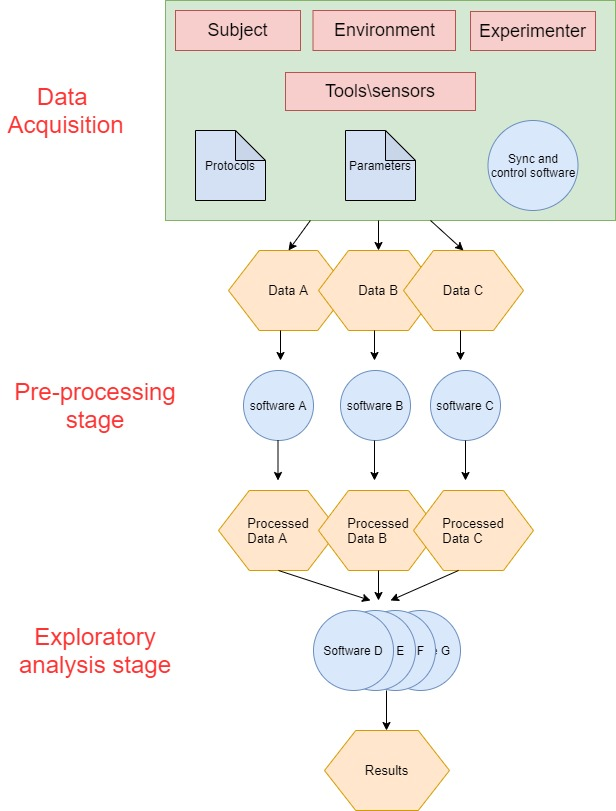 Subject
Environment
Experimenter
Tools\sensors
Data
Acquisition
Protocols
Parameters
Sync and
control software
Data A
Data B
Data C
Pre-processing
stage
software A
software B
software C
Processed
Data A
Processed
Data B
Processed
Data C
Exploratory
analysis stage
Software D
E
F
G
Results